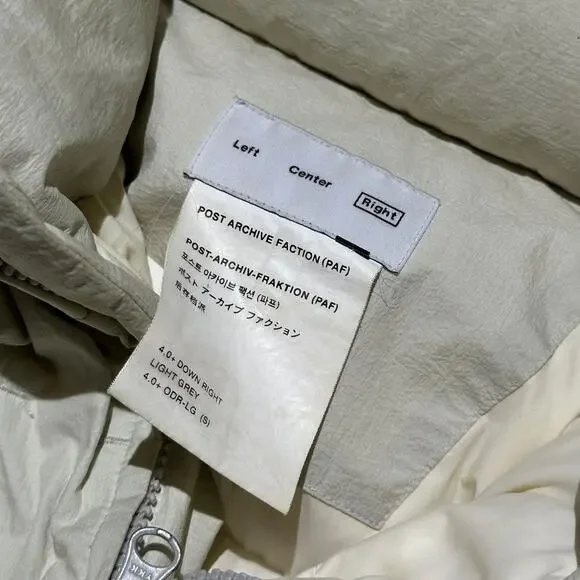 Left Center Right
POST ARCHIVE FACTION (PAF)
POST-ARCHIV-FRAKTION (PAF)
포스트 아카이브 팩션 (파프)
ポスト アーカイブ ファクション
4.0+ DOWN RIGHT
LIGHT GREY
4.0+ ODR-LG (S)
YKK